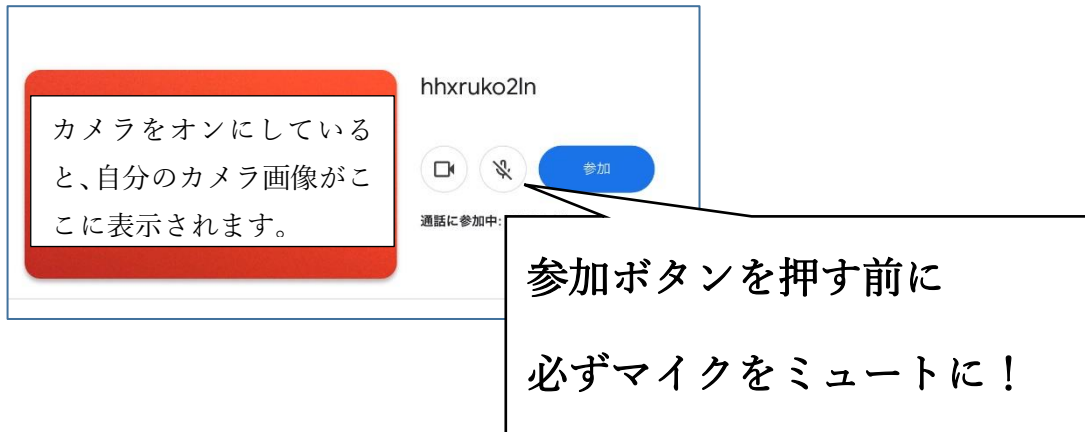 hhxruko2ln
カメラをオンにしている
と、自分のカメラ画像がこ
こに表示されます。
参加
通話に参加中:
参加ボタンを押す前に
必ずマイクをミュートに！